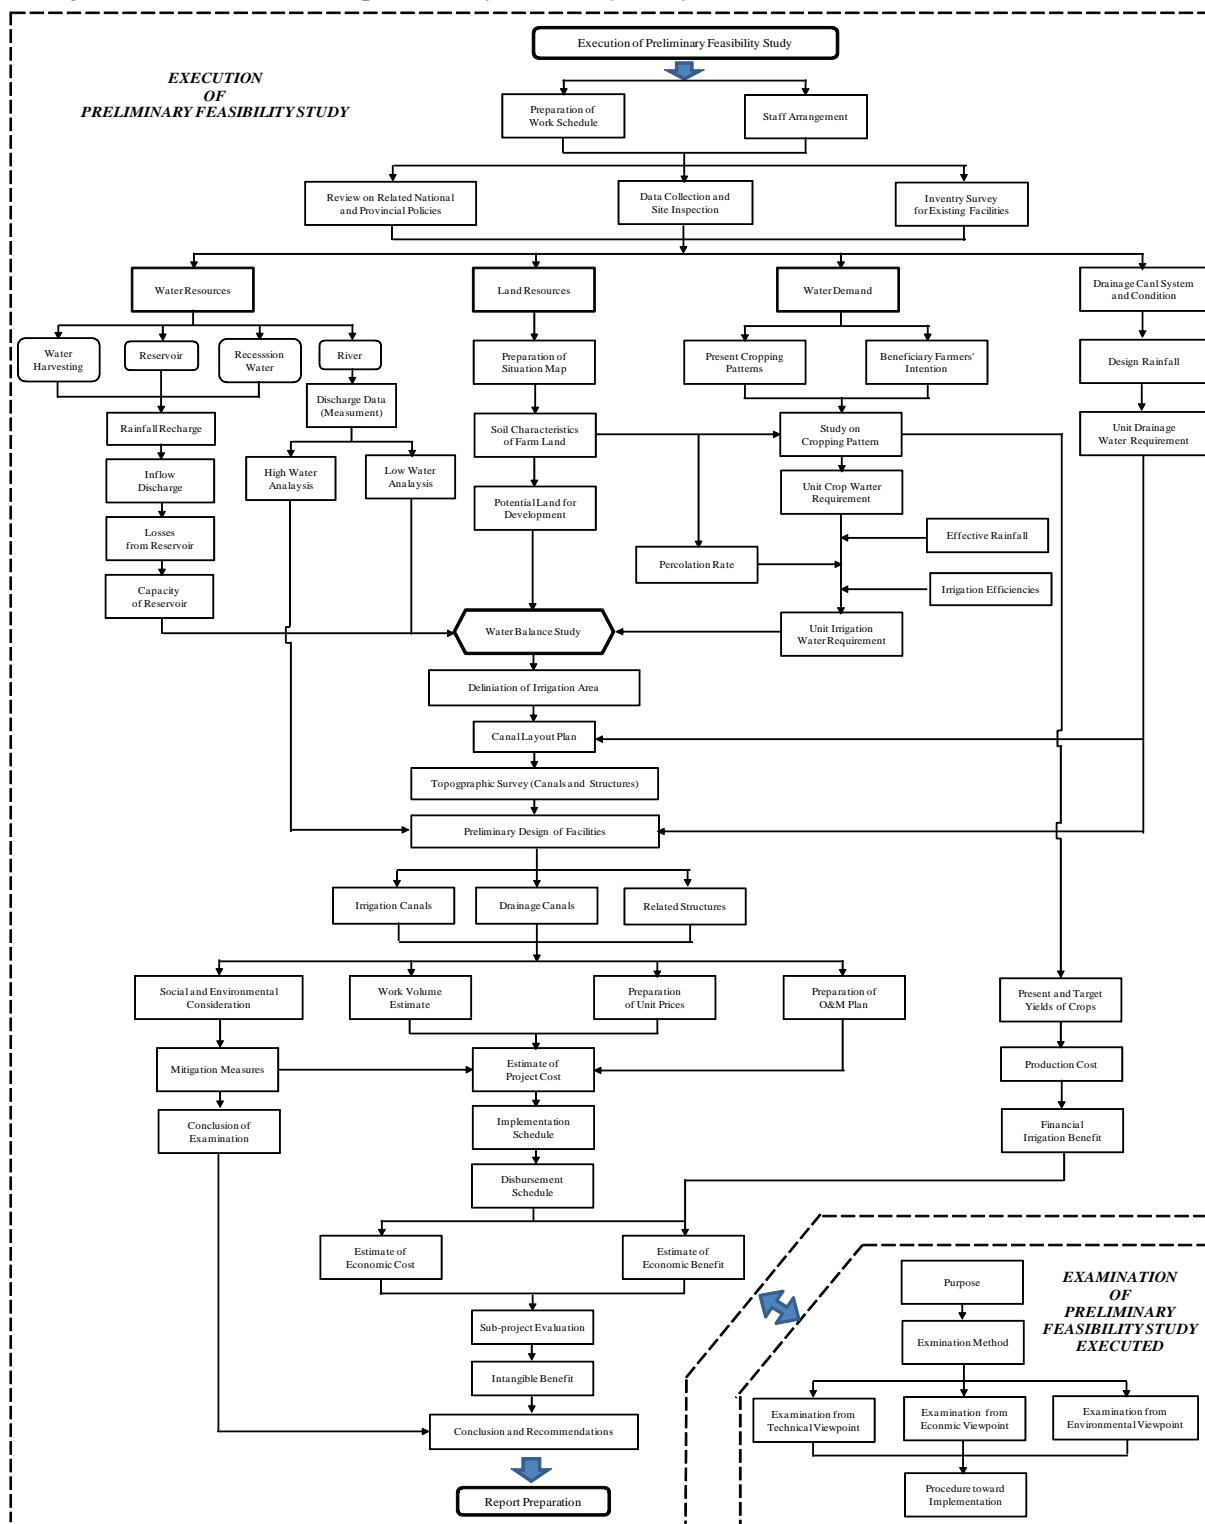 Execution of Preliminary Feasibility Study
EXECUTION
OF
PRELIMINARY FEASIBILITY STUDY
Preparation of
Work Schedule
Staff Arrangement
Review on Related National
and Provincial Policies
Data Collection and
Site Inspection
Inventry Survey
for Existing Facilities
Water Resources
Land Resources
Water Demand
Drainage Canl System
and Condition
Water
Harvesting
Reservoir
Recesssion
Water
River
Preparation of
Situation Map
Present Cropping
Patterns
Beneficiary Farmers'
Intention
Design Rainfall
Discharge Data
(Measument)
Rainfall Recharge
Soil Characteristics
of Farm Land
Study on
Cropping Pattern
Unit Drainage
Water Requirement
Inflow
Discharge
High Water
Analaysis
Low Water
Analaysis
Potential Land for
Development
Unit Crop Warter
Requirement
Losses
from Reservoir
Effective Rainfall
Percolation Rate
Capacity
of Reservoir
Irrigation Efficiencies
Water Balance Study
Unit Irrigation
Water Requirement
Deliniation of Irrigation Area
Canal Layout Plan
Topogpraphic Survey (Canals and Structures)
Preliminary Design of Facilities
Irrigation Canals
Drainage Canals
Related Structures
Social and Environmental
Consideration
Work Volume
Estimate
Preparation
of Unit Prices
Preparation of
O&M Plan
Present and Target
Yields of Crops
Mitigation Measures
Estimate of
Project Cost
Production Cost
Conclusion of
Examination
Implementation
Schedule
Financial
Irrigation Benefit
Disbursement
Schedule
Estimate of
Economic Cost
Estimate of
Economic Benefit
Purpose
EXAMINATION
OF
PRELIMINARY
FEASIBILITY STUDY
EXECUTED
Sub-project Evaluation
Exmination Method
Intangible Benefit
Examination from
Technical Viewpoint
Examination from
Econmic Viewpoint
Examination from
Environmental Viewpoint
Conclusion and Recommendations
Report Preparation
Procedure toward
Implementation